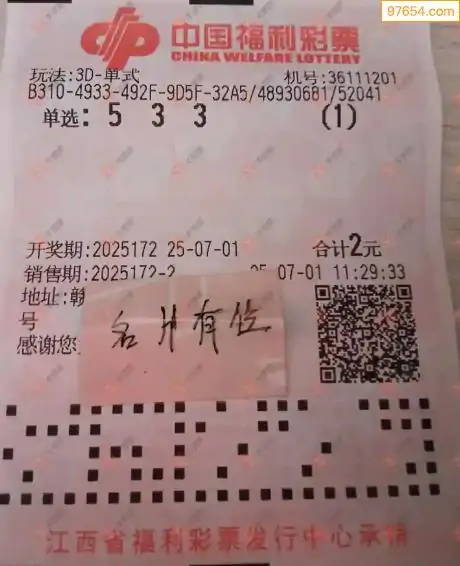 97654.com
中国福利彩票
CHINA WELFARE LOTTERY
玩法:3D-单式 机号:36111201
B310-4933-492F-9D5F-32A5/48930681/52041
单选: 5 3 3 (1)
开奖期:2025172 25-07-01 合计2元
销售期:2025172-2 25-07-01 11:29:33
地址:赣
号
感谢您
有位
江西省福利彩票发行中心承销